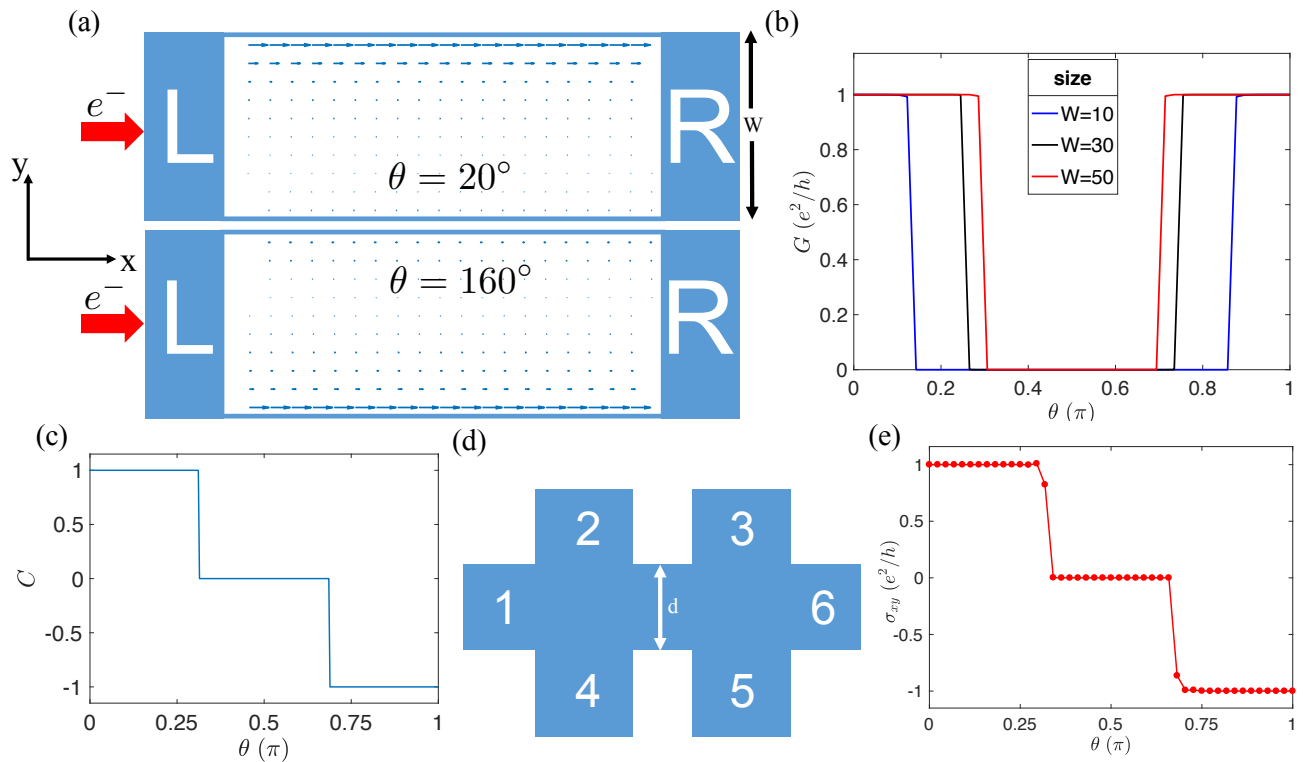 (a)
L
R
e⁻
θ = 20°
W
y
x
L
R
e⁻
θ = 160°
(b)
size
W=10
W=30
W=50
1
0.8
0.6
0.4
0.2
0
G (e²/h)
0 0.2 0.4 0.6 0.8 1
θ (π)
(c)
1
0.5
0
-0.5
-1
C
0 0.25 0.5 0.75 1
θ (π)
(d)
2 3
1 d 6
4 5
(e)
1
0.5
0
-0.5
-1
σxy (e²/h)
0 0.25 0.5 0.75 1
θ (π)